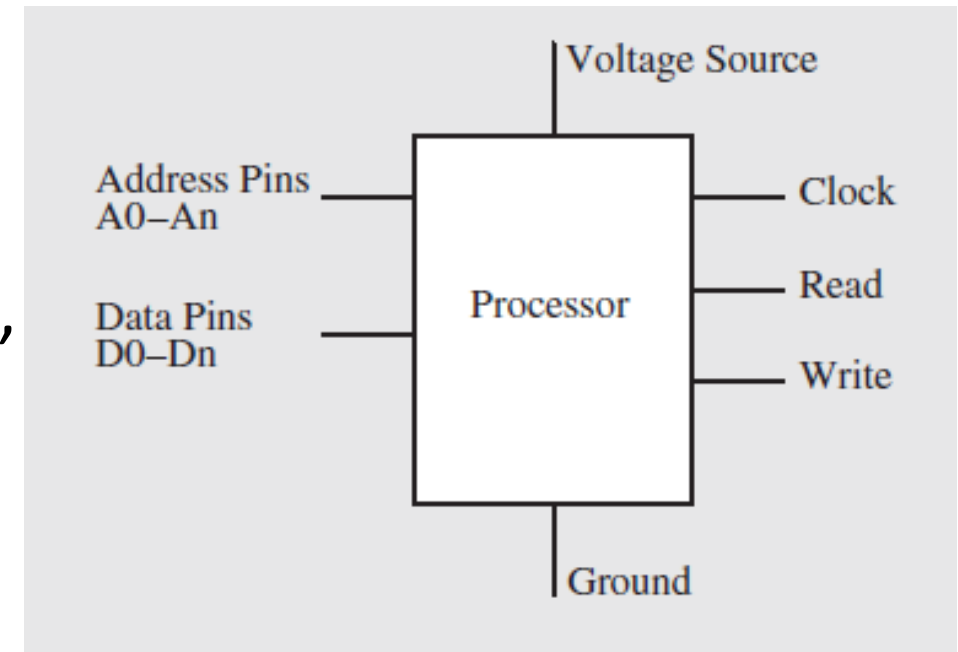 Voltage Source
Address Pins
A0–An
Clock
Read
Processor
Data Pins
D0–Dn
,
Write
Ground